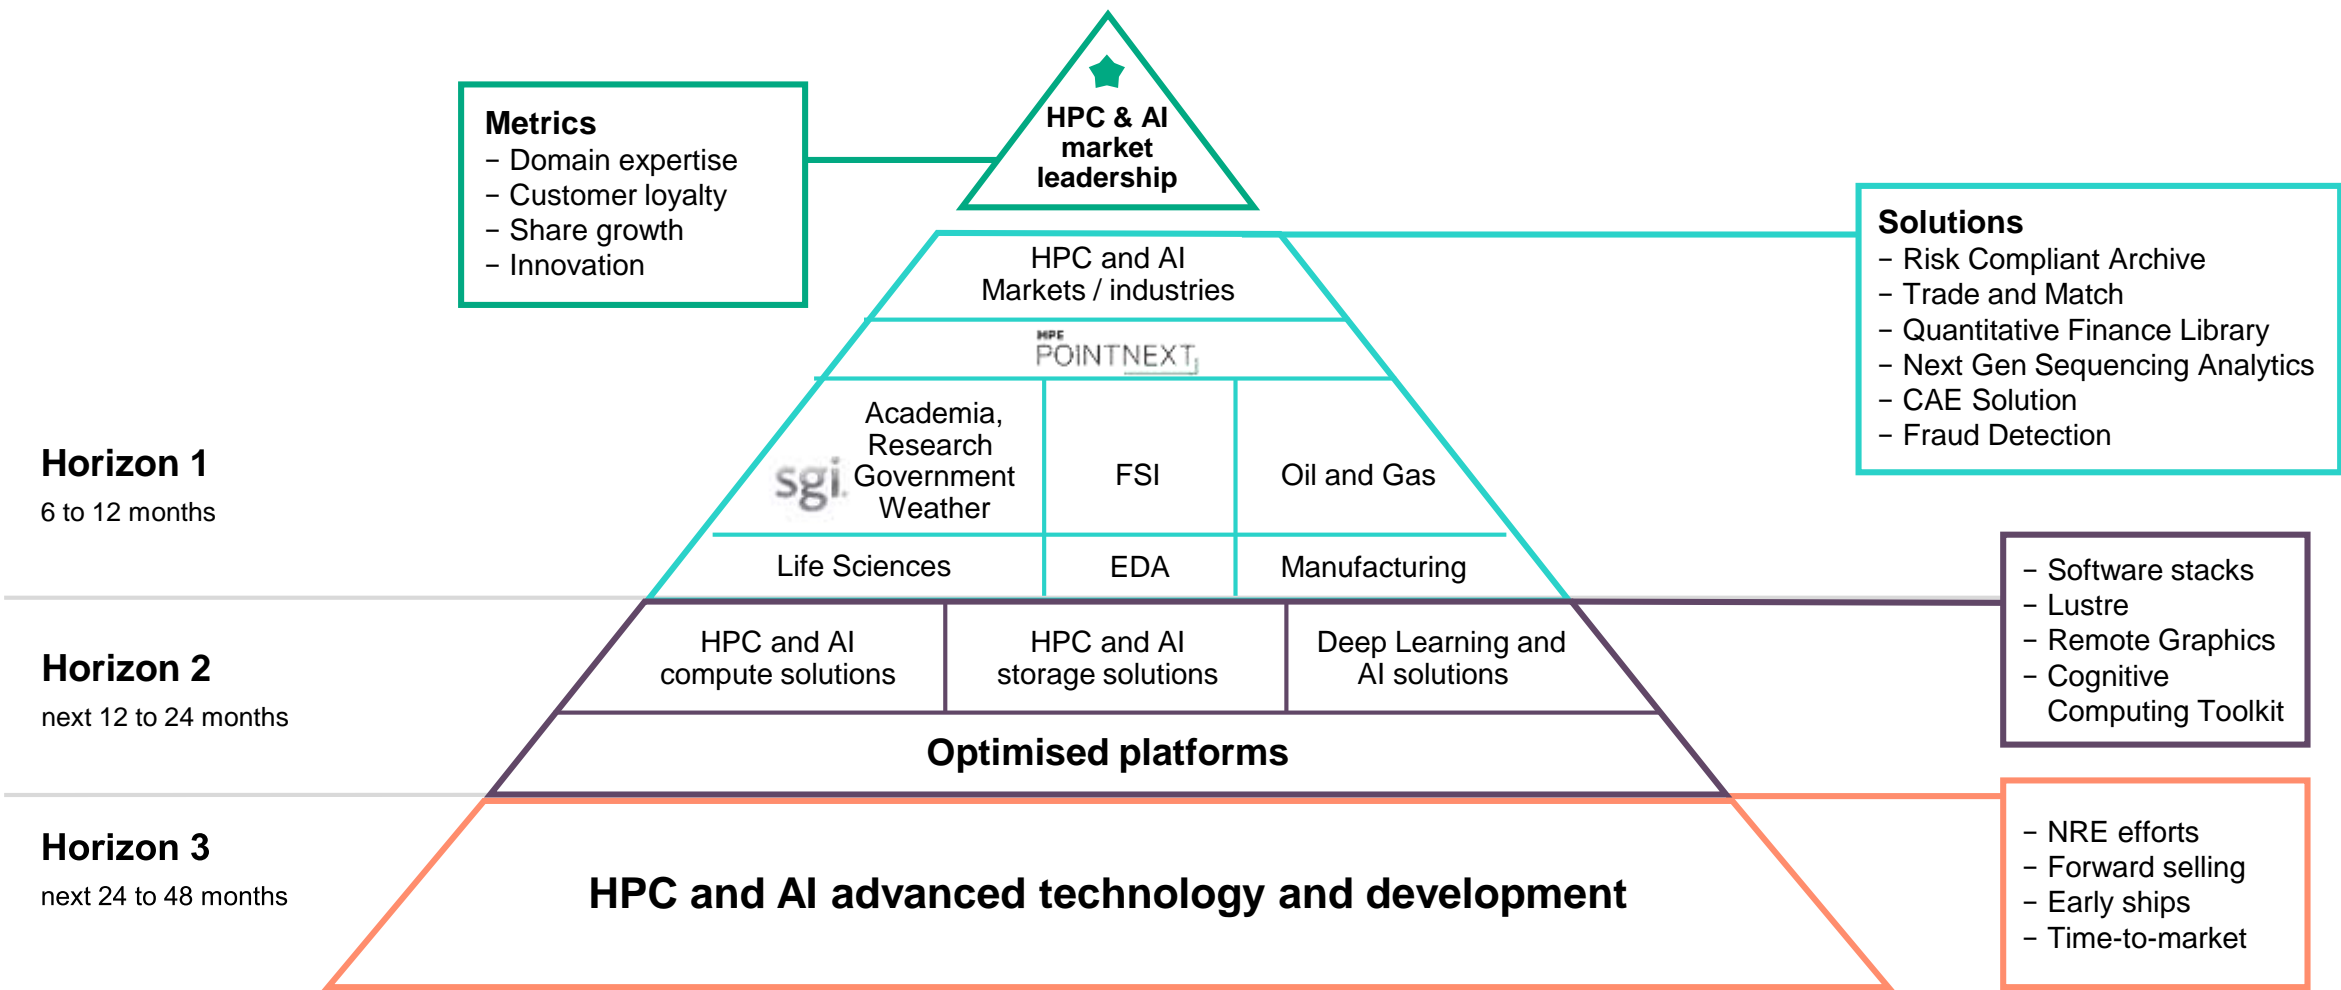 HPC & AI
market
leadership
Metrics
– Domain expertise
– Customer loyalty
– Share growth
– Innovation
Solutions
– Risk Compliant Archive
– Trade and Match
– Quantitative Finance Library
– Next Gen Sequencing Analytics
– CAE Solution
– Fraud Detection
HPC and AI
Markets / industries
HPE
POINTNEXT
Horizon 1
6 to 12 months
sgi.
Academia,
Research
Government
Weather
FSI
Oil and Gas
Life Sciences
EDA
Manufacturing
– Software stacks
– Lustre
– Remote Graphics
– Cognitive
Computing Toolkit
Horizon 2
next 12 to 24 months
HPC and AI
compute solutions
HPC and AI
storage solutions
Deep Learning and
AI solutions
Optimised platforms
Horizon 3
next 24 to 48 months
HPC and AI advanced technology and development
– NRE efforts
– Forward selling
– Early ships
– Time-to-market